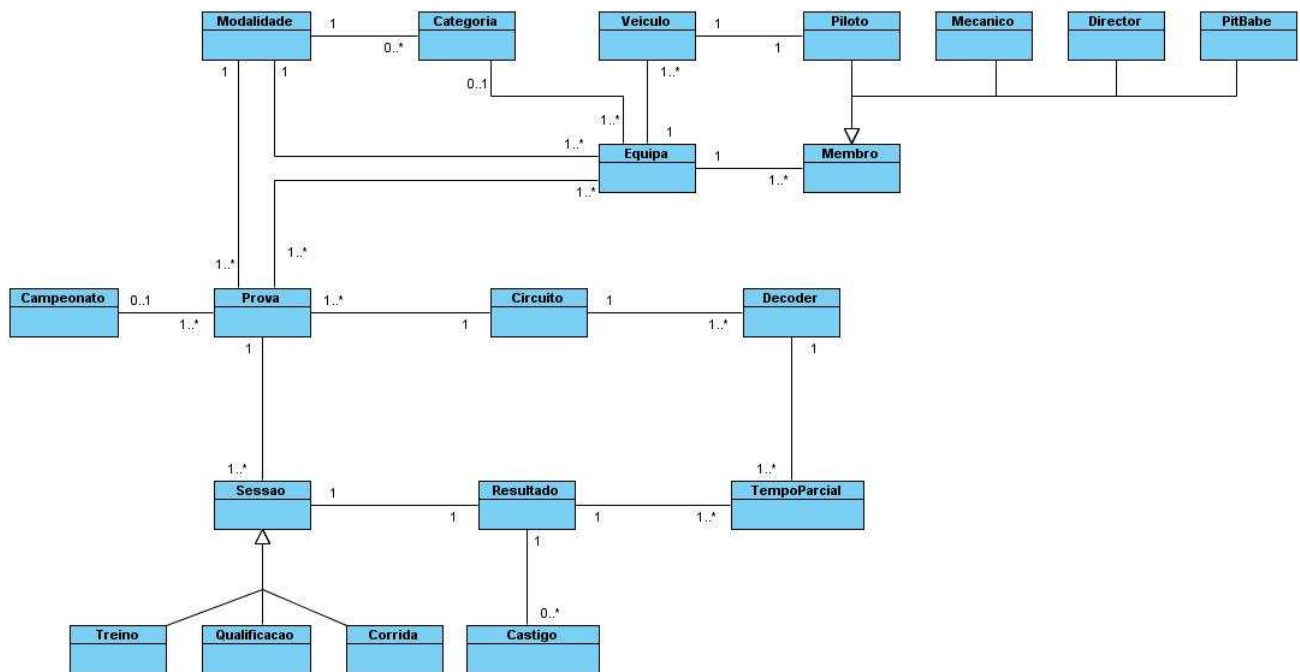 Modalidade
1
0..*
Categoria
Veiculo
1
1
Piloto
Mecanico
Director
PitBabe
1
1
0..1
1..*
1..*
1..*
1
Equipa
1
1..*
Membro
1..*
1..*
1..*
Campeonato
0..1
1..*
Prova
1..*
1
Circuito
1
1..*
Decoder
1
1
1..*
1..*
Sessao
1
1
Resultado
1
1..*
TempoParcial
1
0..*
Treino
Qualificacao
Corrida
Castigo